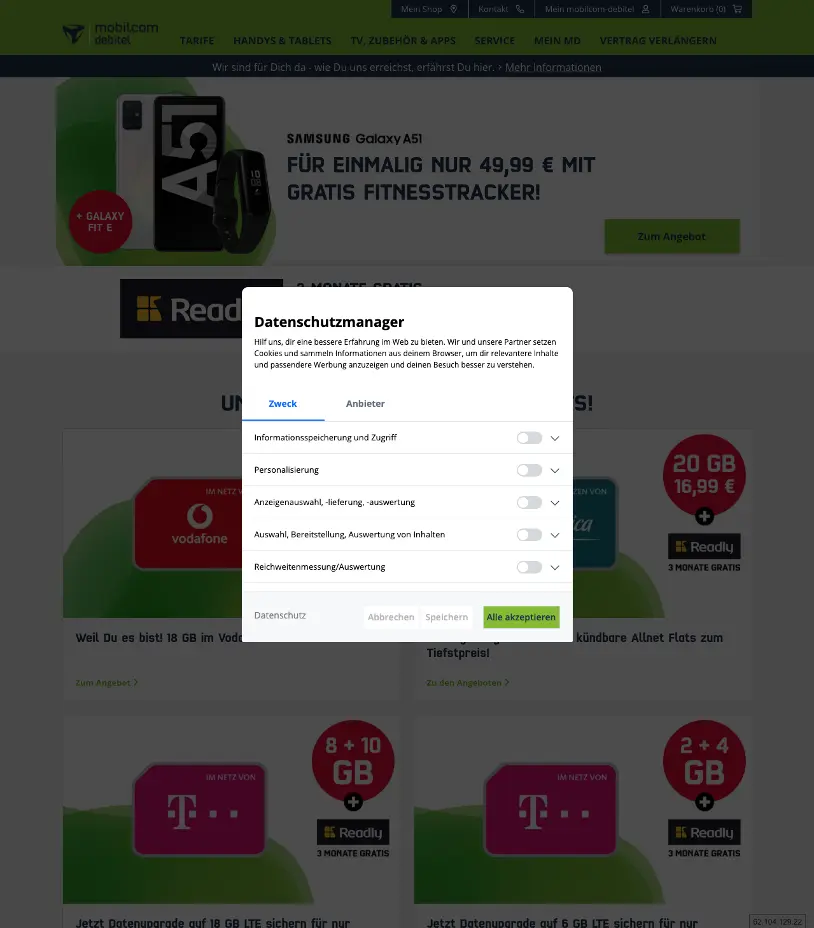 Mein Shop
Kontakt
Mein mobilcom-debitel
Warenkorb (0)
mobilcom
debitel
TARIFE
HANDYS & TABLETS
TV, ZUBEHÖR & APPS
SERVICE
MEIN MD
VERTRAG VERLÄNGERN
Wir sind für Dich da - wie Du uns erreichst, erfährst Du hier. > Mehr Informationen
A51
SAMSUNG Galaxy A51
FÜR EINMALIG NUR 49,99 € MIT
GRATIS FITNESSTRACKER!
+ GALAXY
FIT E
Zum Angebot
Readly
3 MONATE GRATIS
Datenschutzmanager
Hilf uns, dir eine bessere Erfahrung im Web zu bieten. Wir und unsere Partner setzen
Cookies und sammeln Informationen aus deinem Browser, um dir relevantere Inhalte
und passendere Werbung anzuzeigen und deinen Besuch besser zu verstehen.
Zweck
Anbieter
Informationsspeicherung und Zugriff
Personalisierung
Anzeigenauswahl, -lieferung, -auswertung
Auswahl, Bereitstellung, Auswertung von Inhalten
Reichweitenmessung/Auswertung
Datenschutz
Abbrechen
Speichern
Alle akzeptieren
IM NETZ VON
vodafone
20 GB
16,99 €
+
Readly
3 MONATE GRATIS
Weil Du es bist! 18 GB im
kündbare Allnet Flats zum
Tiefstpreis!
Zum Angebot >
Zu den Angeboten >
8 + 10
GB
IM NETZ VON
T
+
Readly
3 MONATE GRATIS
2 + 4
GB
IM NETZ VON
T
+
Readly
3 MONATE GRATIS
Jetzt Datenupgrade auf 18 GB LTE sichern für nur
Jetzt Datenupgrade auf 6 GB LTE sichern für nur
62.104.129.22